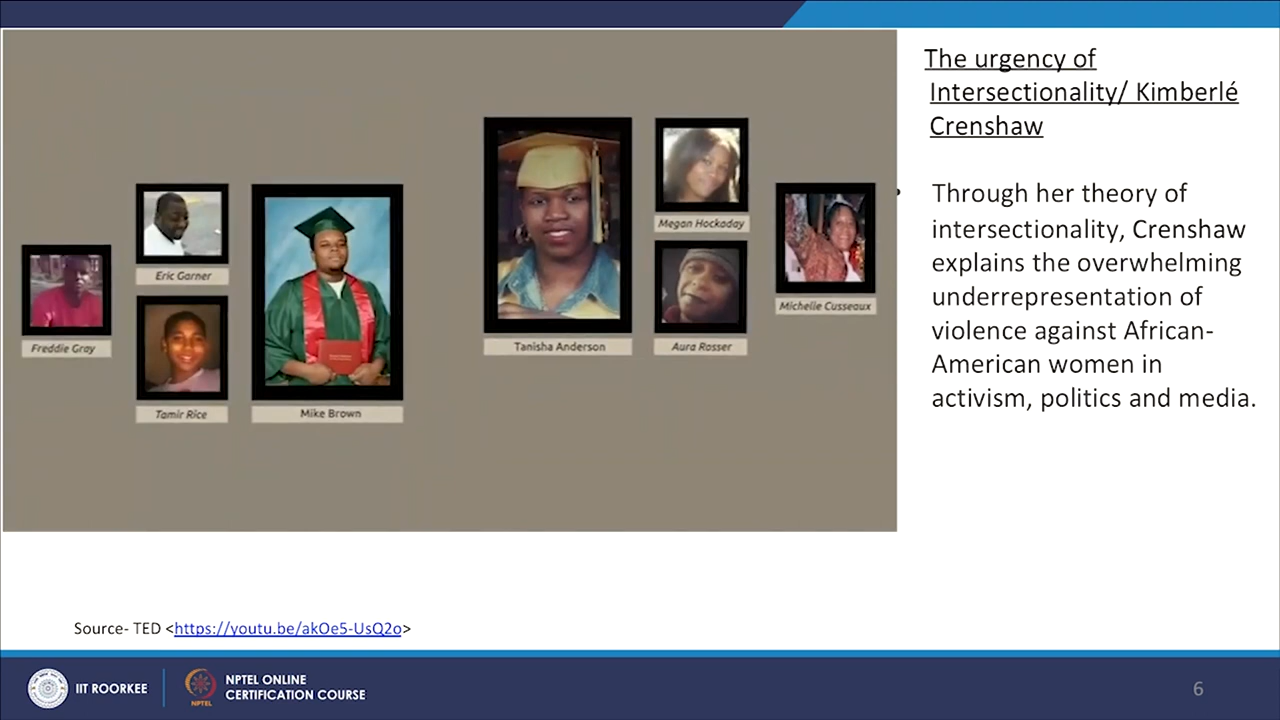 The urgency of
Intersectionality/ Kimberlé
Crenshaw
• Through her theory of
intersectionality, Crenshaw
explains the overwhelming
underrepresentation of
violence against African-
American women in
activism, politics and media.
Freddie Gray
Eric Garner
Tamir Rice
Mike Brown
Tanisha Anderson
Megan Hockaday
Aura Rosser
Michelle Cusseaux
Source- TED <https://youtu.be/akOe5-UsQ2o>
IIT ROORKEE
NPTEL
NPTEL ONLINE
CERTIFICATION COURSE
6